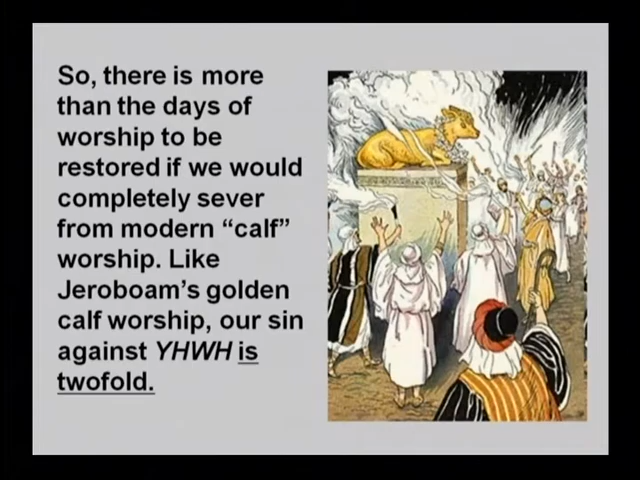 So, there is more
than the days of
worship to be
restored if we would
completely sever
from modern “calf”
worship. Like
Jeroboam’s golden
calf worship, our sin
against YHWH is
twofold.